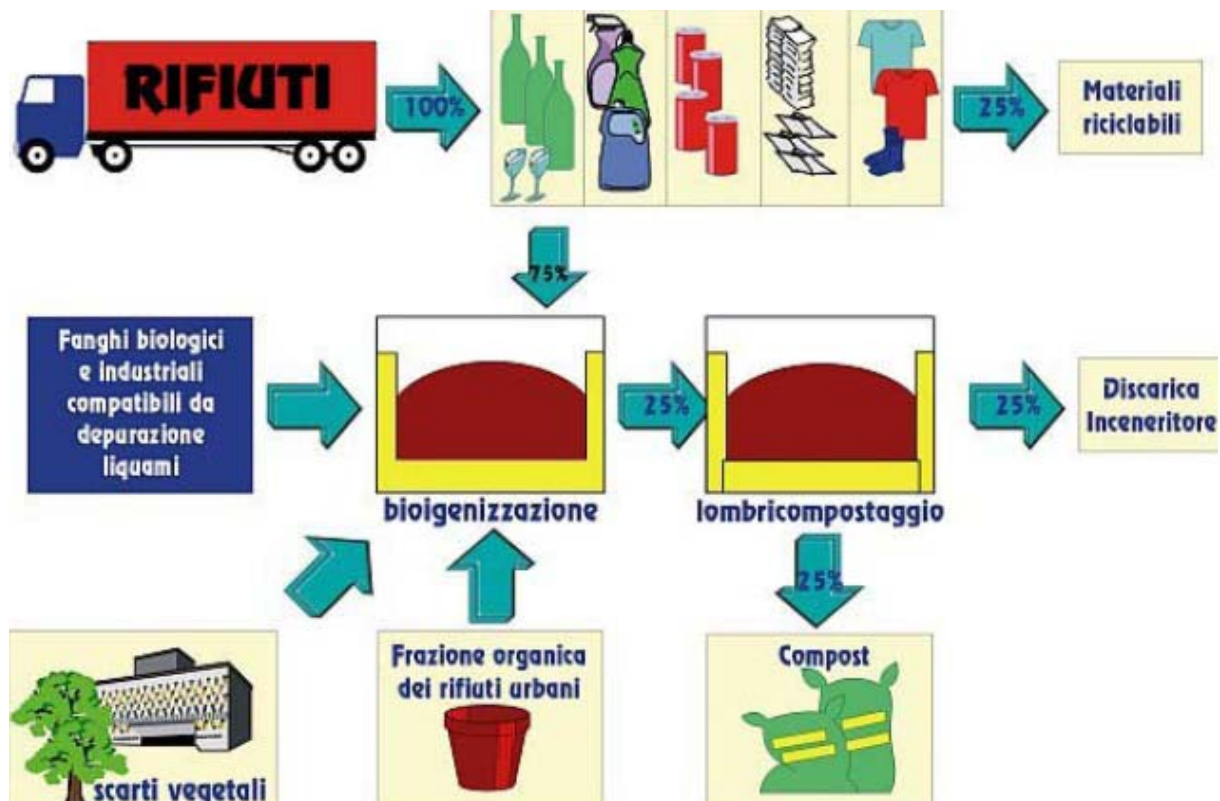 RIFIUTI
100%
25%
Materiali
riciclabili
75%
Fanghi biologici
e industriali
compatibili da
depurazione
liquami
25%
25%
Discarica
Inceneritore
bioigenizzazione
lombricompostaggio
25%
scarti vegetali
Frazione organica
dei rifiuti urbani
Compost